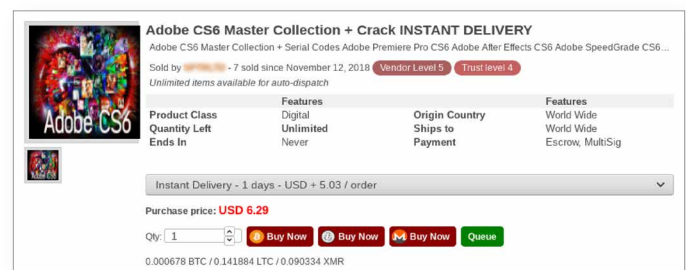 Adobe CS6 Master Collection + Crack INSTANT DELIVERY
Adobe CS6 Master Collection + Serial Codes Adobe Premiere Pro CS6 Adobe After Effects CS6 Adobe SpeedGrade CS6...
Sold by - 7 sold since November 12, 2018 Vendor Level 5 Trust level 4
Unlimited items available for auto-dispatch
Features Features
Product Class Digital Origin Country World Wide
Quantity Left Unlimited Ships to World Wide
Ends In Never Payment Escrow, MultiSig
Adobe CS6
Instant Delivery - 1 days - USD + 5.03 / order
Purchase price: USD 6.29
Qty: 1 Buy Now Buy Now Buy Now Queue
0.000678 BTC / 0.141884 LTC / 0.090334 XMR